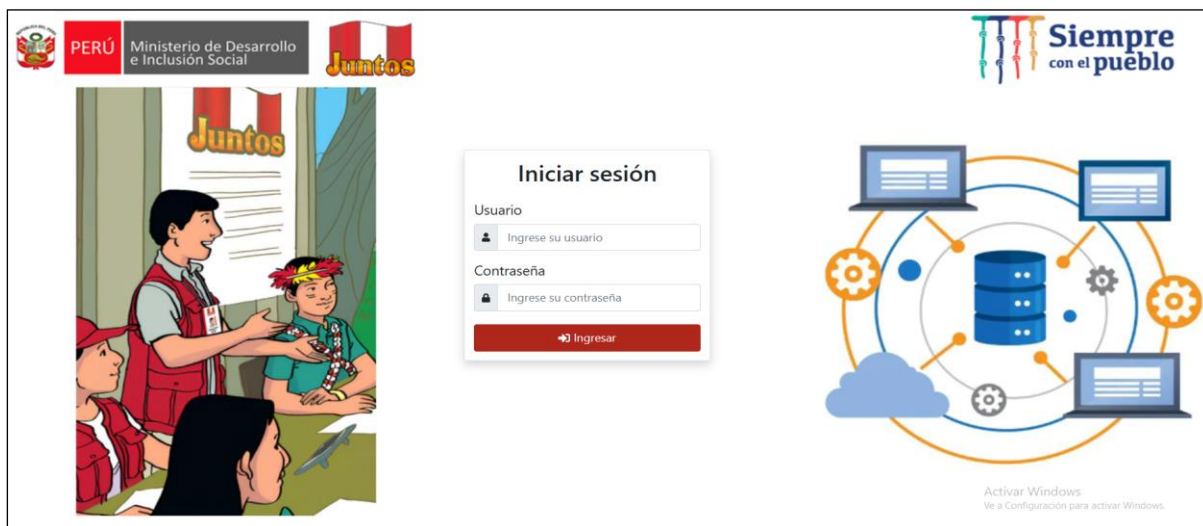 PERÚ
Ministerio de Desarrollo
e Inclusión Social
Juntos
Siempre
con el pueblo
Juntos
Iniciar sesión
Usuario
Ingrese su usuario
Contraseña
Ingrese su contraseña
Ingresar
Activar Windows
Ve a Configuración para activar Windows.